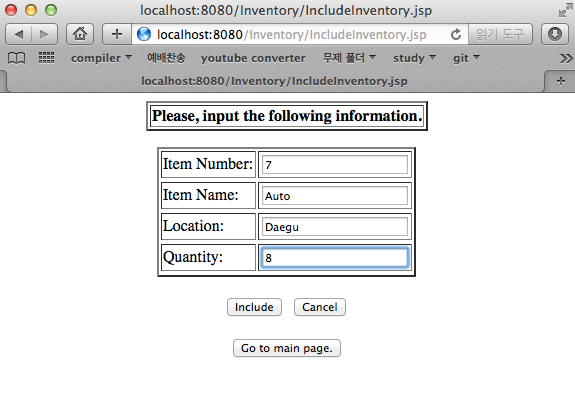 localhost:8080/Inventory/IncludeInventory.jsp
localhost:8080/Inventory/IncludeInventory.jsp 읽기 도구
compiler 예배찬송 youtube converter 무제 폴더 study git
localhost:8080/Inventory/IncludeInventory.jsp
Please, input the following information.
Item Number: 7
Item Name: Auto
Location: Daegu
Quantity: 8
Include Cancel
Go to main page.